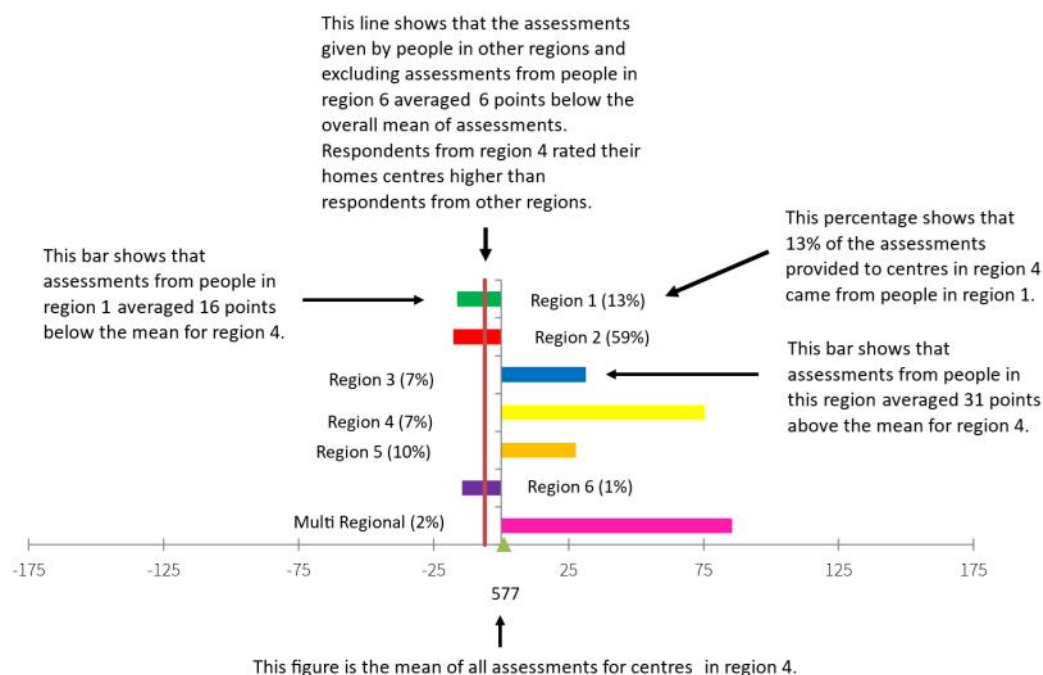 This line shows that the assessments
given by people in other regions and
excluding assessments from people in
region 6 averaged 6 points below the
overall mean of assessments.
Respondents from region 4 rated their
homes centres higher than
respondents from other regions.
This bar shows that
assessments from people in
region 1 averaged 16 points
below the mean for region 4.
This percentage shows that
13% of the assessments
provided to centres in region 4
came from people in region 1.
This bar shows that
assessments from people in
this region averaged 31 points
above the mean for region 4.
Region 1 (13%)
Region 2 (59%)
Region 3 (7%)
Region 4 (7%)
Region 5 (10%)
Region 6 (1%)
Multi Regional (2%)
-175 -125 -75 -25 25 75 125 175
577
This figure is the mean of all assessments for centres in region 4.